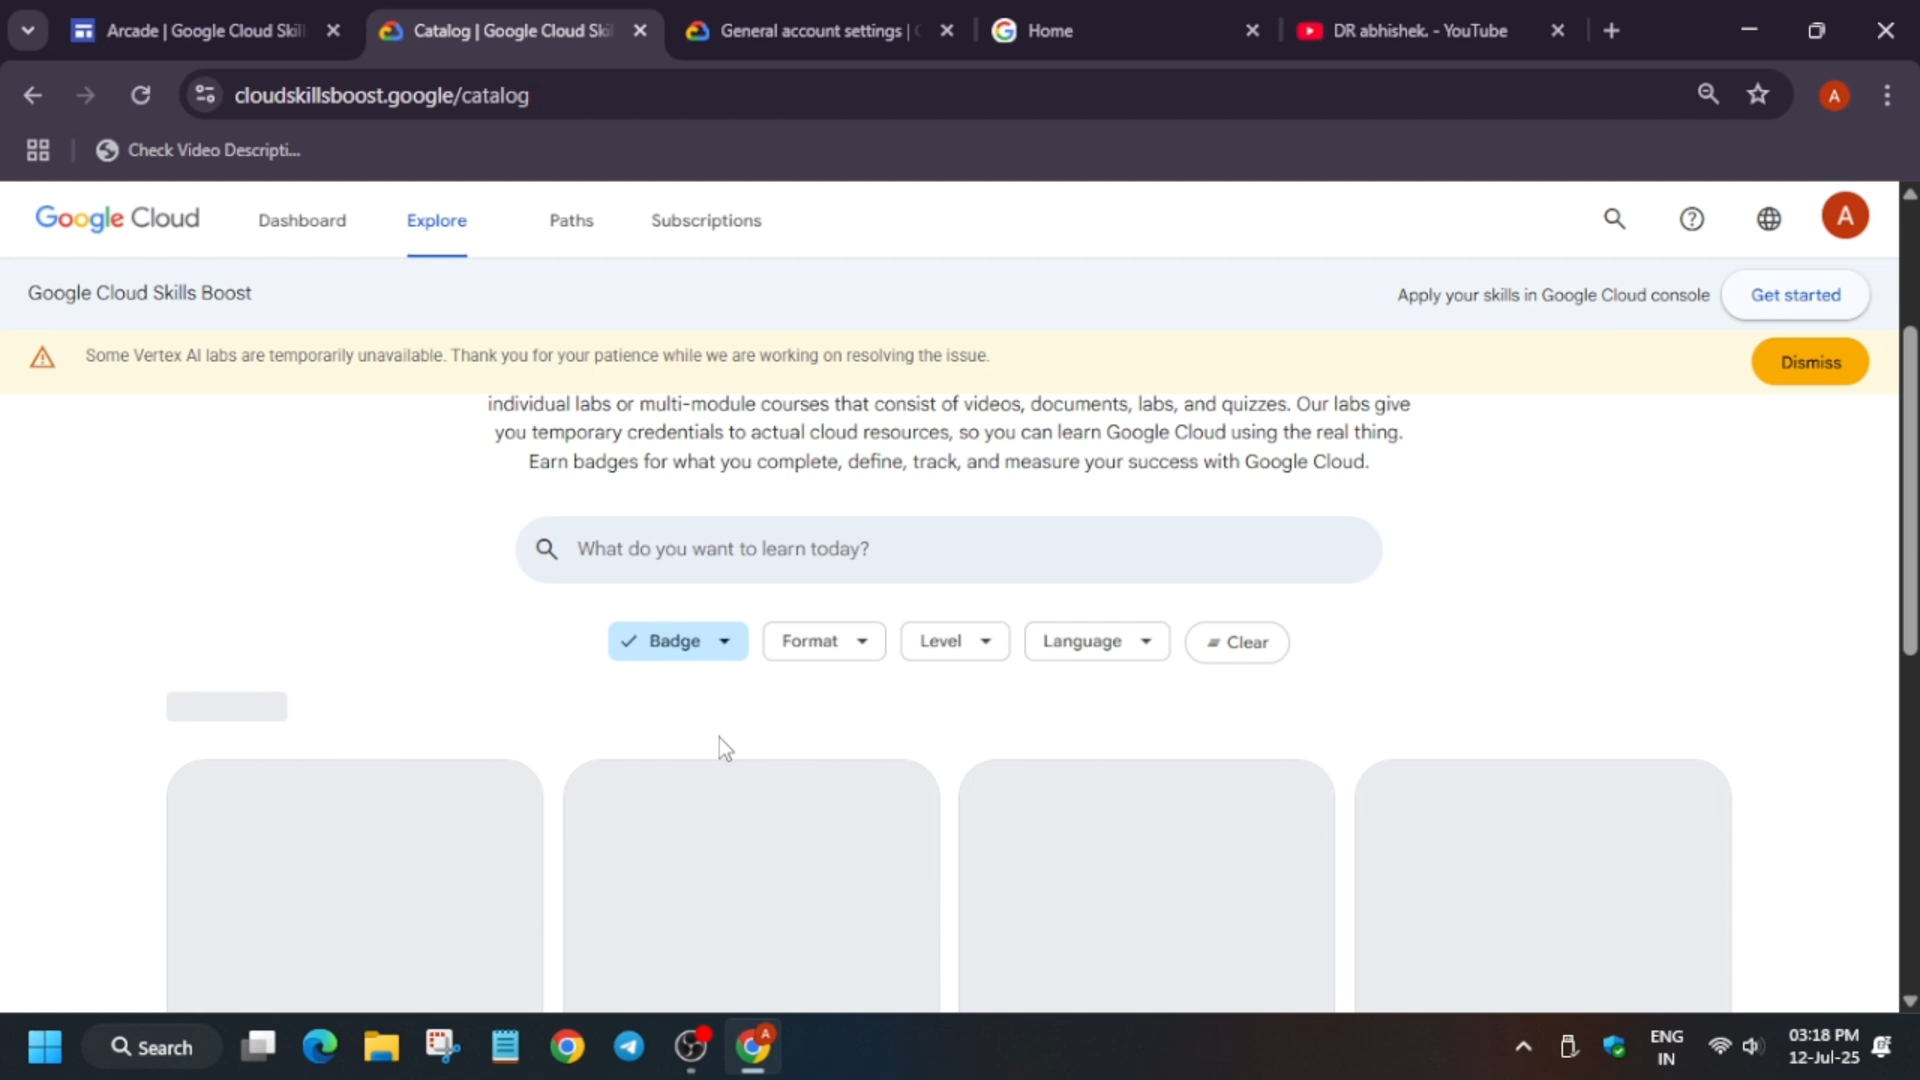 Arcade | Google Cloud Skil
Catalog | Google Cloud Ski
General account settings | G
Home
DR abhishek. - YouTube
cloudskillsboost.google/catalog
A
Check Video Descripti...
Google Cloud
Dashboard
Explore
Paths
Subscriptions
A
Google Cloud Skills Boost
Apply your skills in Google Cloud console
Get started
Some Vertex AI labs are temporarily unavailable. Thank you for your patience while we are working on resolving the issue.
Dismiss
individual labs or multi-module courses that consist of videos, documents, labs, and quizzes. Our labs give
you temporary credentials to actual cloud resources, so you can learn Google Cloud using the real thing.
Earn badges for what you complete, define, track, and measure your success with Google Cloud.
What do you want to learn today?
Badge
Format
Level
Language
Clear
Search
A
ENG
IN
03:18 PM
12-Jul-25